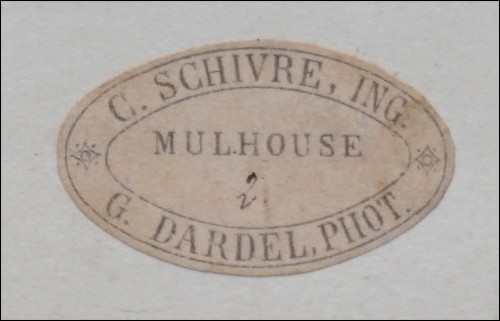 C. SCHIVRE, ING.
MULHOUSE
2.
G. DARDEL, PHOT.